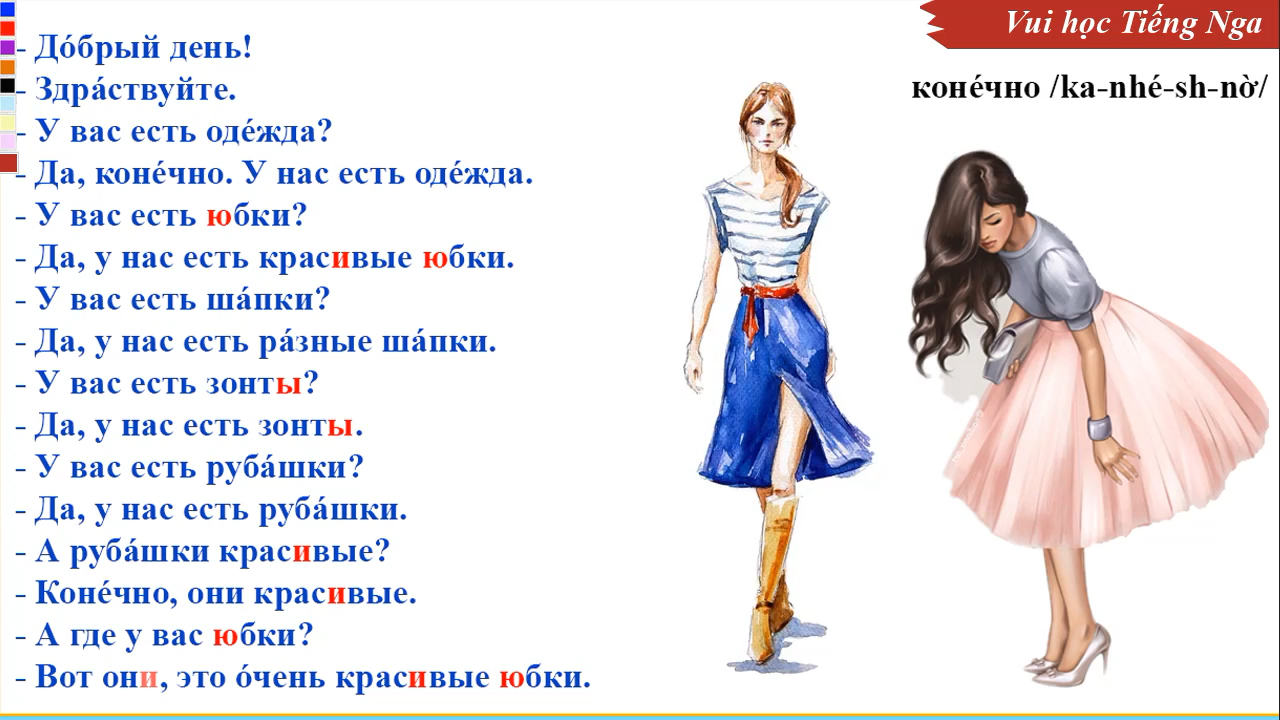 Vui học Tiếng Nga
конéчно /ka-nhé-sh-nờ/
- Дóбрый день!
- Здрáствуйте.
- У вас есть одéжда?
- Да, конéчно. У нас есть одéжда.
- У вас есть юбки?
- Да, у нас есть красивые юбки.
- У вас есть шáпки?
- Да, у нас есть рáзные шáпки.
- У вас есть зонты?
- Да, у нас есть зонты.
- У вас есть рубáшки?
- Да, у нас есть рубáшки.
- А рубáшки красивые?
- Конéчно, они красивые.
- А где у вас юбки?
- Вот они, это óчень красивые юбки.